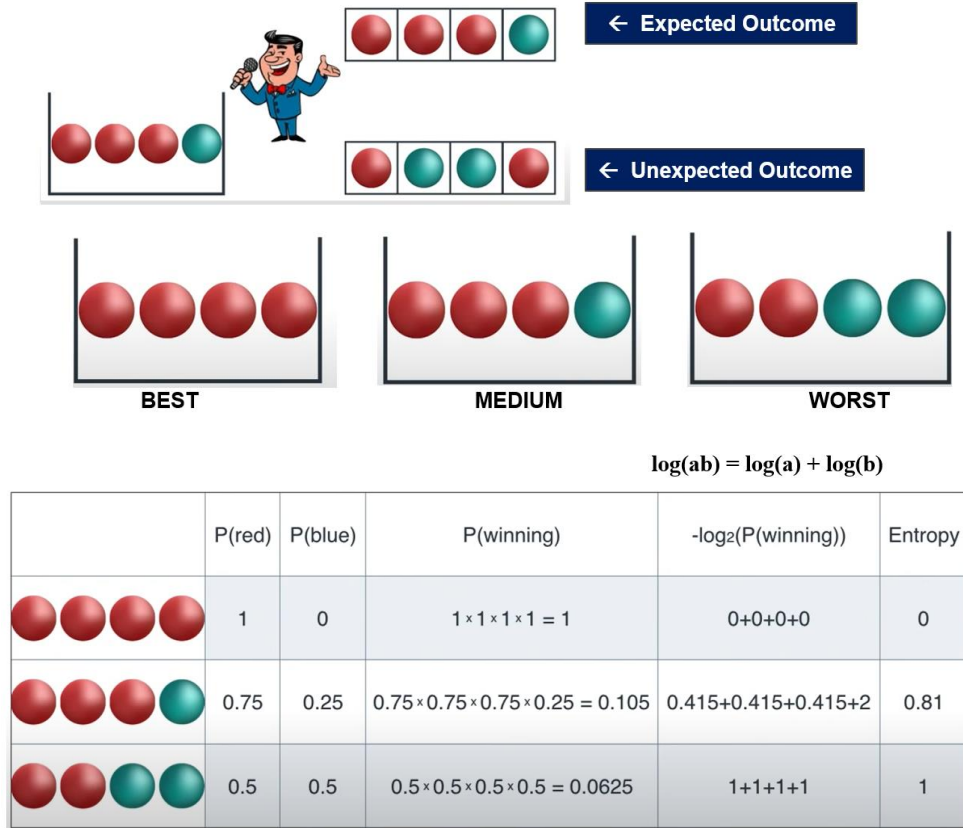 ← Expected Outcome
← Unexpected Outcome
BEST MEDIUM WORST
log(ab) = log(a) + log(b)
P(red) P(blue) P(winning) -log₂(P(winning)) Entropy
1 0 1 × 1 × 1 × 1 = 1 0+0+0+0 0
0.75 0.25 0.75 × 0.75 × 0.75 × 0.25 = 0.105 0.415+0.415+0.415+2 0.81
0.5 0.5 0.5 × 0.5 × 0.5 × 0.5 = 0.0625 1+1+1+1 1